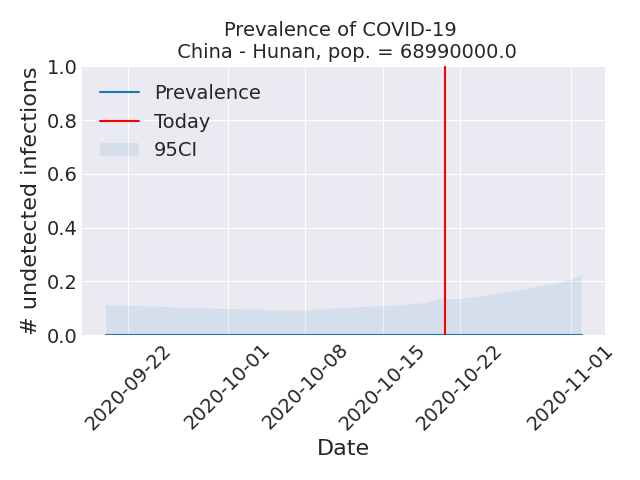 Prevalence of COVID-19
China - Hunan, pop. = 68990000.0
# undetected infections
1.0
0.8
0.6
0.4
0.2
0.0
Prevalence
Today
95CI
2020-09-22
2020-10-01
2020-10-08
2020-10-15
2020-10-22
2020-11-01
Date